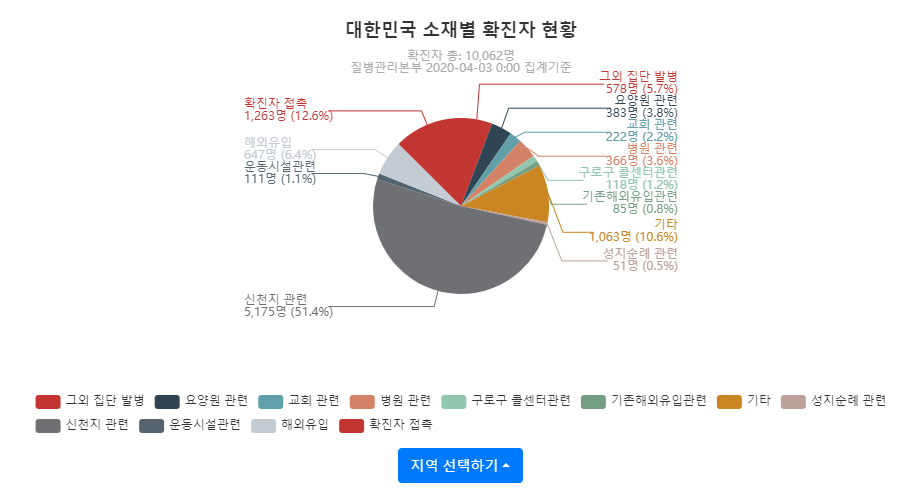 대한민국 소재별 확진자 현황
확진자 총: 10,062명
질병관리본부 2020-04-03 0:00 집계기준
그외 집단 발병
578명 (5.7%)
요양원 관련
383명 (3.8%)
교회 관련
222명 (2.2%)
병원 관련
366명 (3.6%)
구로구 콜센터관련
118명 (1.2%)
기존해외유입관련
85명 (0.8%)
기타
1,063명 (10.6%)
성지순례 관련
51명 (0.5%)
확진자 접촉
1,263명 (12.6%)
해외유입
647명 (6.4%)
운동시설관련
111명 (1.1%)
신천지 관련
5,175명 (51.4%)
그외 집단 발병 요양원 관련 교회 관련 병원 관련 구로구 콜센터관련 기존해외유입관련 기타 성지순례 관련
신천지 관련 운동시설관련 해외유입 확진자 접촉
지역 선택하기